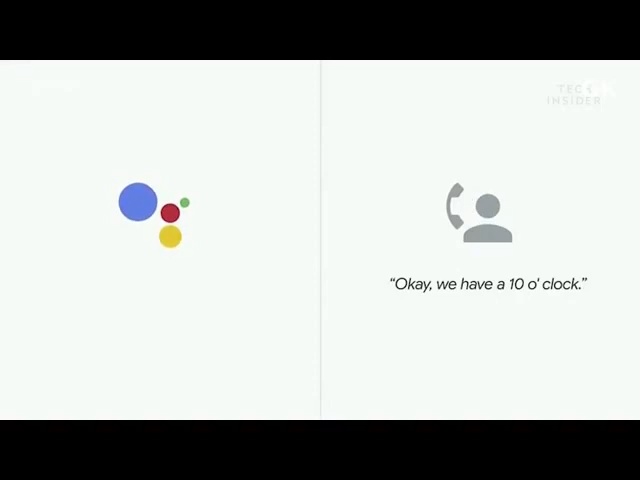 TECH
INSIDER
“Okay, we have a 10 o' clock.”